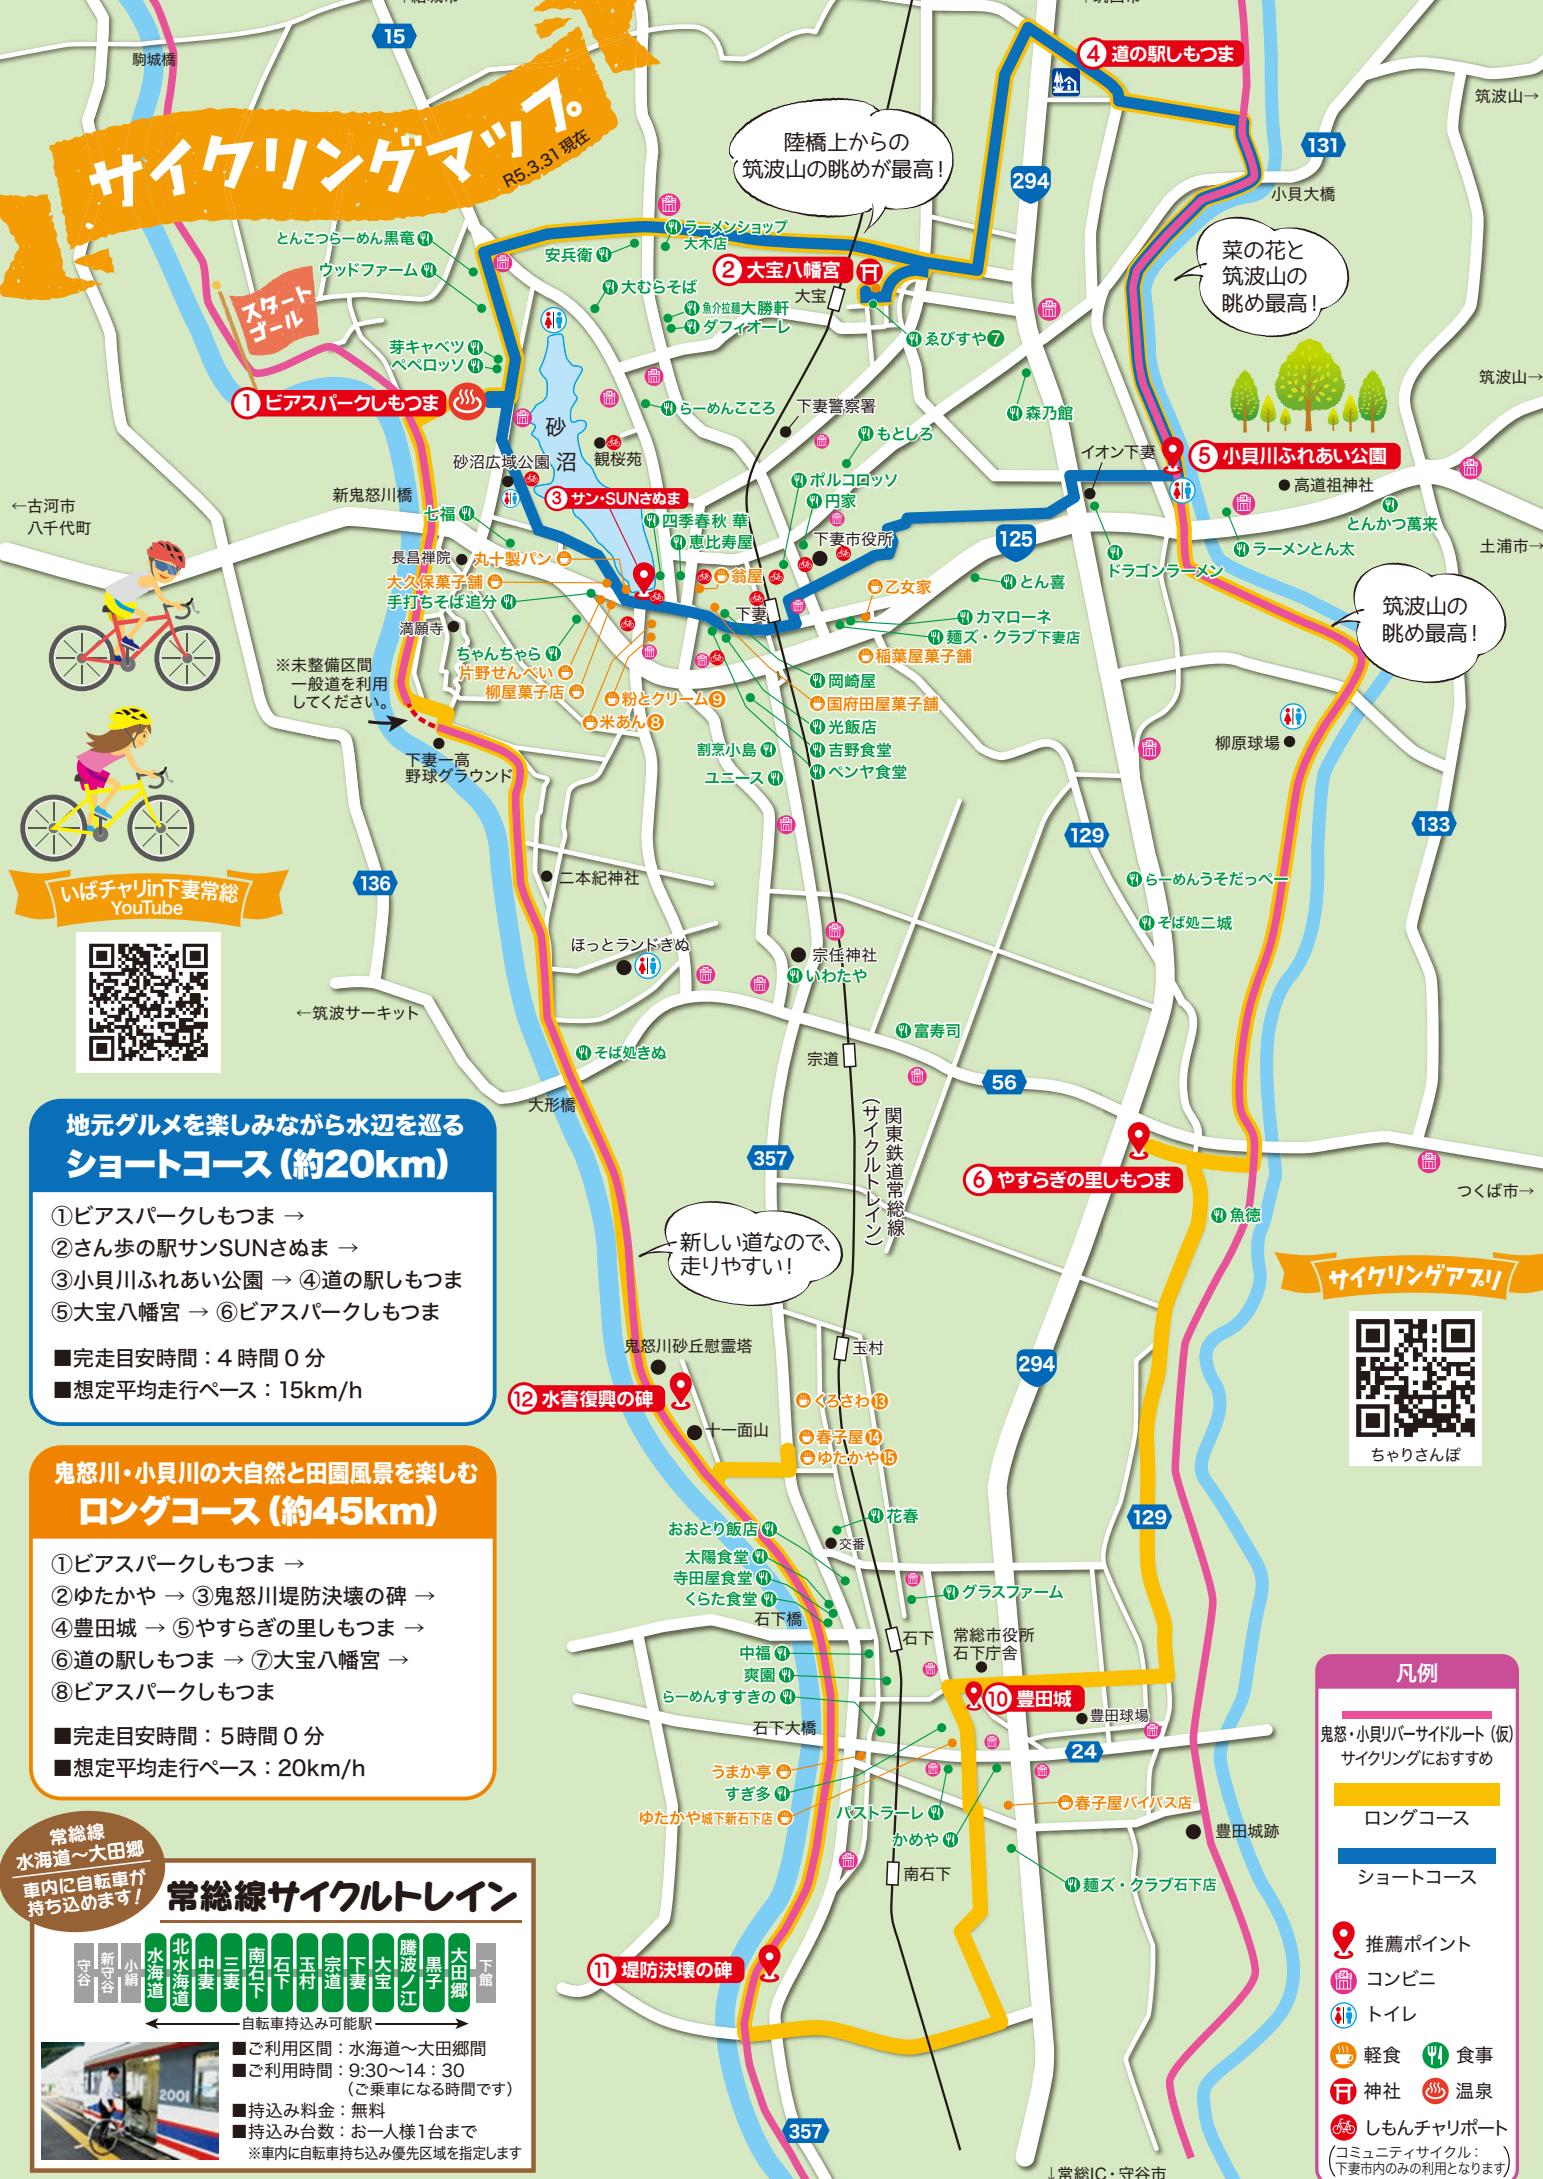 駒城橋
15
サイクリングマップ
R5.3.31現在
④ 道の駅しもつま
筑波山→
131
小貝大橋
陸橋上からの
筑波山の眺めが最高!
294
菜の花と
筑波山の
眺め最高!
とんこつらーめん黒竜
ウッドファーム
安兵衛
ラーメンショップ
大木店
② 大宝八幡宮
大宝
大むらそば
魚介拉麺大勝軒
ダフィオーレ
ゑびすや⑦
スタート
ゴール
芽キャベツ
ペペロッソ
① ビアスパークしもつま
らーめんこころ
下妻警察署
もとしろ
森乃館
筑波山→
砂沼
観桜苑
砂沼広域公園
イオン下妻
⑤ 小貝川ふれあい公園
高道祖神社
とんかつ萬来
③ サン・SUNさぬま
ポルコロッソ
円家
←古河市
八千代町
新鬼怒川橋
七福
四季春秋 華
恵比寿屋
下妻市役所
125
ラーメンとん太
土浦市→
ドラゴンラーメン
長昌禅院
丸十製パン
大久保菓子舗
手打ちそば追分
翁屋
乙女家
とん喜
下妻
カマローネ
麺ズ・クラブ下妻店
筑波山の
眺め最高!
満願寺
ちゃんちゃら
片野せんべい
柳屋菓子店
稲葉屋菓子舗
※未整備区間
一般道を利用
してください。
粉とクリーム⑨
米あん⑧
岡崎屋
国府田屋菓子舗
光飯店
吉野食堂
ペンヤ食堂
割烹小島
ユニース
柳原球場
下妻一高
野球グラウンド
129
133
いばチャリin下妻常総
YouTube
136
二本紀神社
らーめんうそだっぺー
そば処二城
ほっとランドきぬ
宗任神社
いわたや
←筑波サーキット
そば処きぬ
富寿司
宗道
56
大形橋
関東鉄道常総線
(サイクルトレイン)
357
⑥ やすらぎの里しもつま
つくば市→
魚徳
地元グルメを楽しみながら水辺を巡る
ショートコース(約20km)
①ビアスパークしもつま →
②さん歩の駅サンSUNさぬま →
③小貝川ふれあい公園 → ④道の駅しもつま
⑤大宝八幡宮 → ⑥ビアスパークしもつま
■完走目安時間：4時間0分
■想定平均走行ペース：15km/h
新しい道なので、
走りやすい!
サイクリングアプリ
ちゃりさんぽ
鬼怒川砂丘慰霊塔
玉村
294
⑫ 水害復興の碑
十一面山
くろさわ⑬
春子屋⑭
ゆたかや⑮
鬼怒川・小貝川の大自然と田園風景を楽しむ
ロングコース(約45km)
①ビアスパークしもつま →
②ゆたかや → ③鬼怒川堤防決壊の碑 →
④豊田城 → ⑤やすらぎの里しもつま →
⑥道の駅しもつま → ⑦大宝八幡宮 →
⑧ビアスパークしもつま
■完走目安時間：5時間0分
■想定平均走行ペース：20km/h
129
おおとり飯店
太陽食堂
寺田屋食堂
くらた食堂
花春
交番
グラスファーム
石下橋
石下
常総市役所
石下庁舎
中福
爽園
らーめんすすきの
⑩ 豊田城
豊田球場
石下大橋
24
うまか亭
すぎ多
ゆたかや城下新石下店
パストラーレ
かめや
春子屋バイパス店
豊田城跡
南石下
麺ズ・クラブ石下店
⑪ 堤防決壊の碑
357
↓常総IC・守谷市
常総線
水海道〜大田郷
車内に自転車が
持ち込めます!
常総線サイクルトレイン
守谷
新守谷
小絹
水海道
北水海道
中妻
三妻
南石下
石下
玉村
宗道
下妻
大宝
騰波ノ江
黒子
大田郷
下館
自転車持込み可能駅
2001
■ご利用区間：水海道〜大田郷間
■ご利用時間：9:30〜14：30
(ご乗車になる時間です)
■持込み料金：無料
■持込み台数：お一人様1台まで
※車内に自転車持ち込み優先区域を指定します
凡例
鬼怒・小貝リバーサイドルート(仮)
サイクリングにおすすめ
ロングコース
ショートコース
推薦ポイント
コンビニ
トイレ
軽食
食事
神社
温泉
しもんチャリポート
(コミュニティサイクル：
下妻市内のみの利用となります)